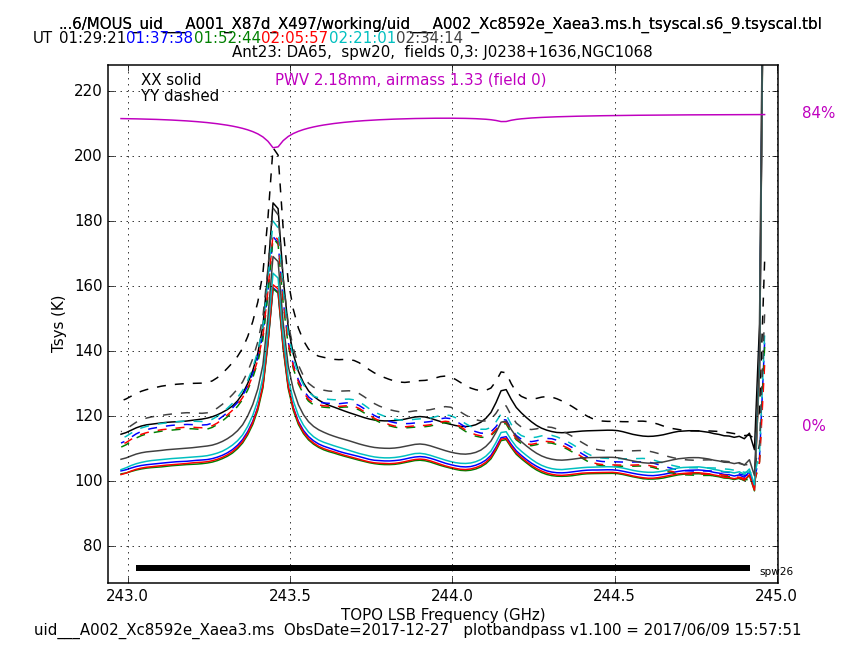 ...6/MOUS_uid___A001_X87d_X497/working/uid___A002_Xc8592e_Xaea3.ms.h_tsyscal.s6_9.tsyscal.tbl
UT 01:29:21 01:37:38 01:52:44 02:05:57 02:21:01 02:34:14
Ant23: DA65, spw20, fields 0,3: J0238+1636,NGC1068
XX solid PWV 2.18mm, airmass 1.33 (field 0)
YY dashed
220
84%
200
180
160
Tsys (K)
140
120
0%
100
80
spw26
243.0 243.5 244.0 244.5 245.0
TOPO LSB Frequency (GHz)
uid___A002_Xc8592e_Xaea3.ms ObsDate=2017-12-27 plotbandpass v1.100 = 2017/06/09 15:57:51